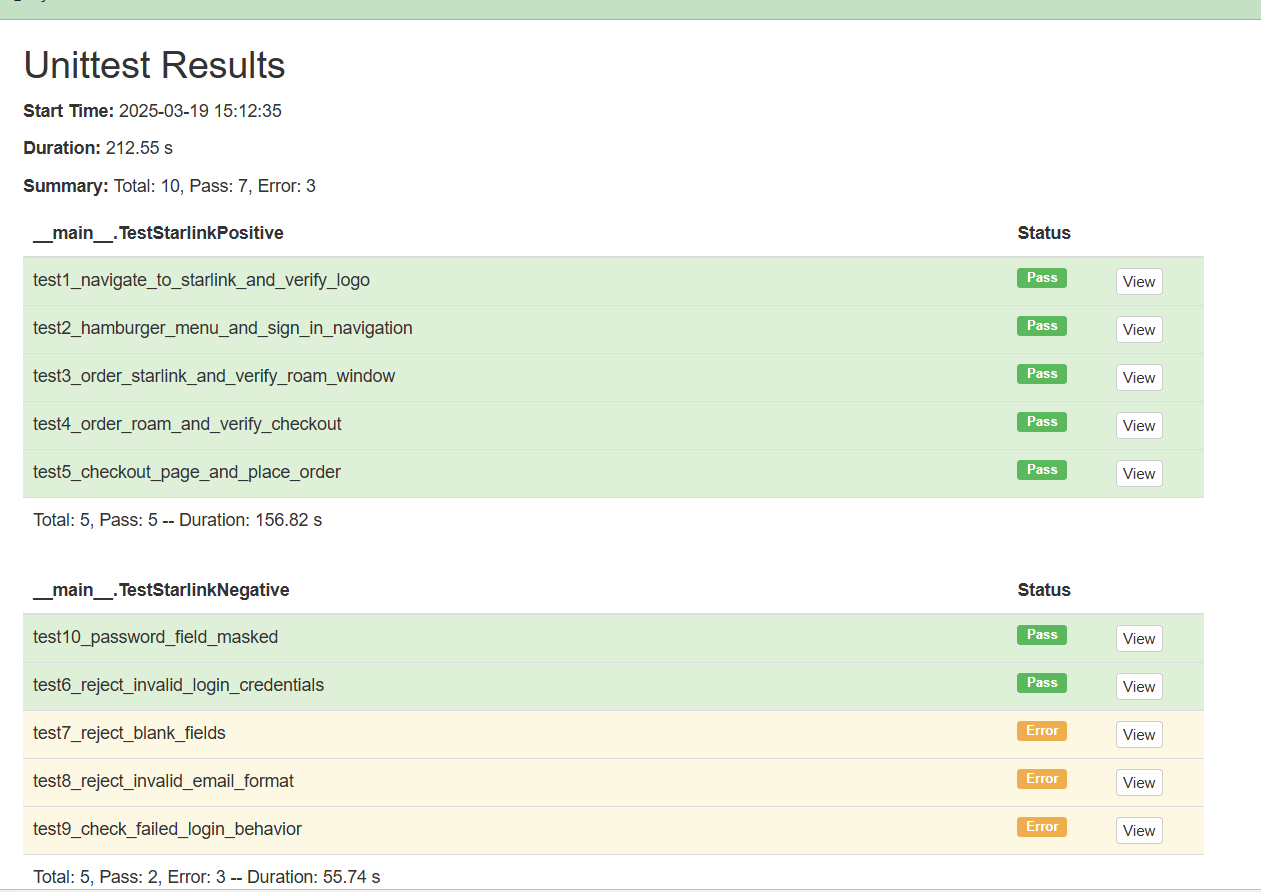 Unittest Results
Start Time: 2025-03-19 15:12:35
Duration: 212.55 s
Summary: Total: 10, Pass: 7, Error: 3
__main__.TestStarlinkPositive Status
test1_navigate_to_starlink_and_verify_logo Pass View
test2_hamburger_menu_and_sign_in_navigation Pass View
test3_order_starlink_and_verify_roam_window Pass View
test4_order_roam_and_verify_checkout Pass View
test5_checkout_page_and_place_order Pass View
Total: 5, Pass: 5 -- Duration: 156.82 s
__main__.TestStarlinkNegative Status
test10_password_field_masked Pass View
test6_reject_invalid_login_credentials Pass View
test7_reject_blank_fields Error View
test8_reject_invalid_email_format Error View
test9_check_failed_login_behavior Error View
Total: 5, Pass: 2, Error: 3 -- Duration: 55.74 s